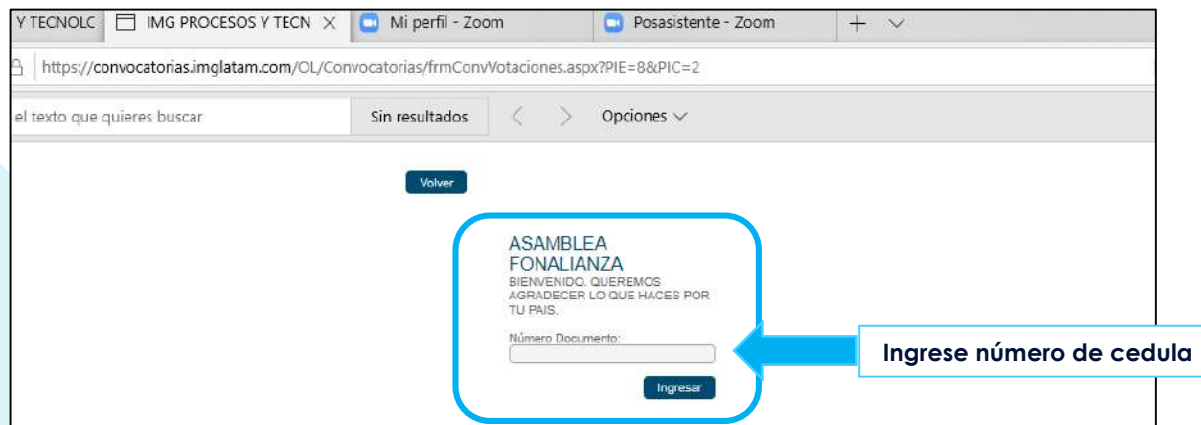 Y TECNOLC
IMG PROCESOS Y TECN
Mi perfil - Zoom
Posasistente - Zoom
https://convocatorias.imglatam.com/OL/Convocatorias/frmConvVotaciones.aspx?PIE=8&PIC=2
el texto que quieres buscar
Sin resultados
Opciones
Volver
ASAMBLEA
FONALIANZA
BIENVENIDO. QUEREMOS
AGRADECER LO QUE HACES POR
TU PAIS.
Número Documento:
Ingrese número de cedula
Ingresar